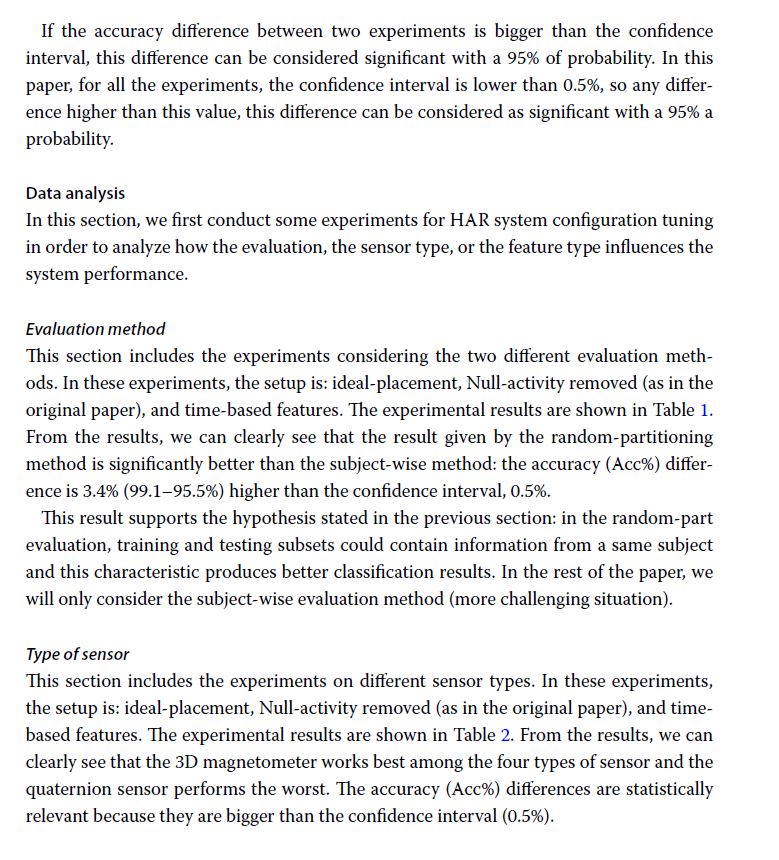 If the accuracy difference between two experiments is bigger than the confidence
interval, this difference can be considered significant with a 95% of probability. In this
paper, for all the experiments, the confidence interval is lower than 0.5%, so any differ-
ence higher than this value, this difference can be considered as significant with a 95% a
probability.
Data analysis
In this section, we first conduct some experiments for HAR system configuration tuning
in order to analyze how the evaluation, the sensor type, or the feature type influences the
system performance.
Evaluation method
This section includes the experiments considering the two different evaluation meth-
ods. In these experiments, the setup is: ideal-placement, Null-activity removed (as in the
original paper), and time-based features. The experimental results are shown in Table 1.
From the results, we can clearly see that the result given by the random-partitioning
method is significantly better than the subject-wise method: the accuracy (Acc%) differ-
ence is 3.4% (99.1–95.5%) higher than the confidence interval, 0.5%.
This result supports the hypothesis stated in the previous section: in the random-part
evaluation, training and testing subsets could contain information from a same subject
and this characteristic produces better classification results. In the rest of the paper, we
will only consider the subject-wise evaluation method (more challenging situation).
Type of sensor
This section includes the experiments on different sensor types. In these experiments,
the setup is: ideal-placement, Null-activity removed (as in the original paper), and time-
based features. The experimental results are shown in Table 2. From the results, we can
clearly see that the 3D magnetometer works best among the four types of sensor and the
quaternion sensor performs the worst. The accuracy (Acc%) differences are statistically
relevant because they are bigger than the confidence interval (0.5%).